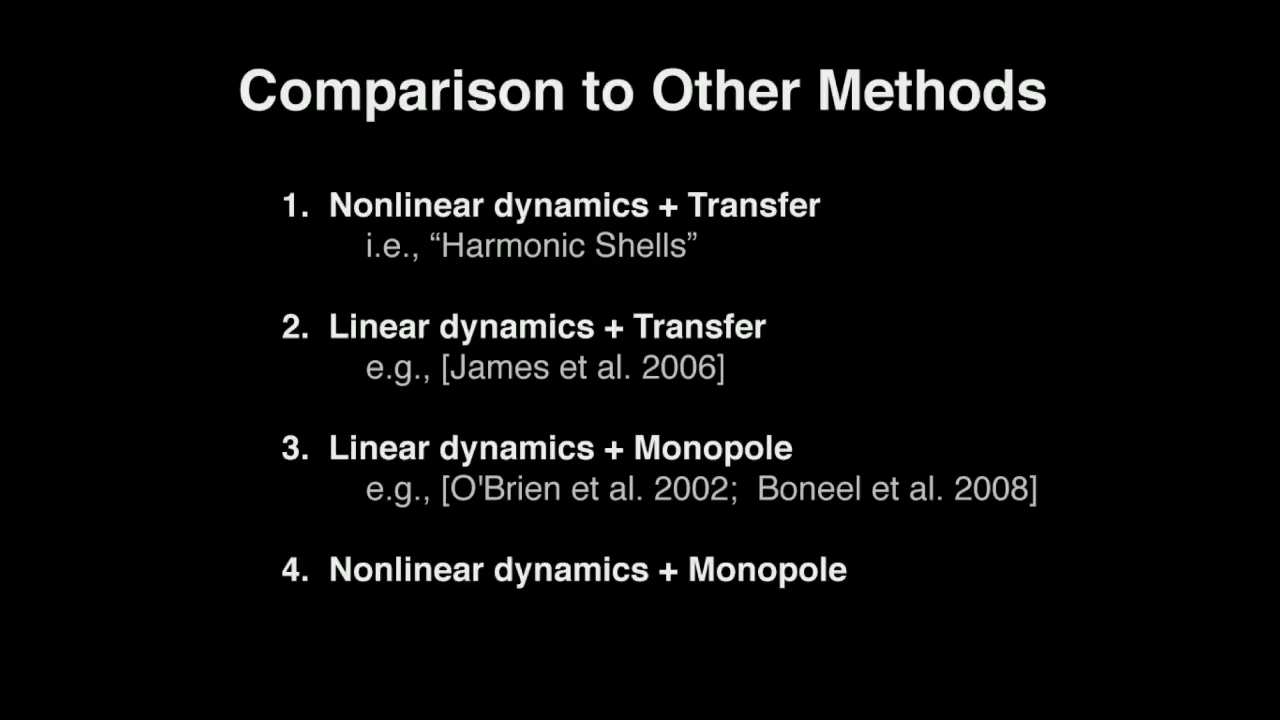 Comparison to Other Methods
1. Nonlinear dynamics + Transfer
i.e., “Harmonic Shells”
2. Linear dynamics + Transfer
e.g., [James et al. 2006]
3. Linear dynamics + Monopole
e.g., [O'Brien et al. 2002; Boneel et al. 2008]
4. Nonlinear dynamics + Monopole